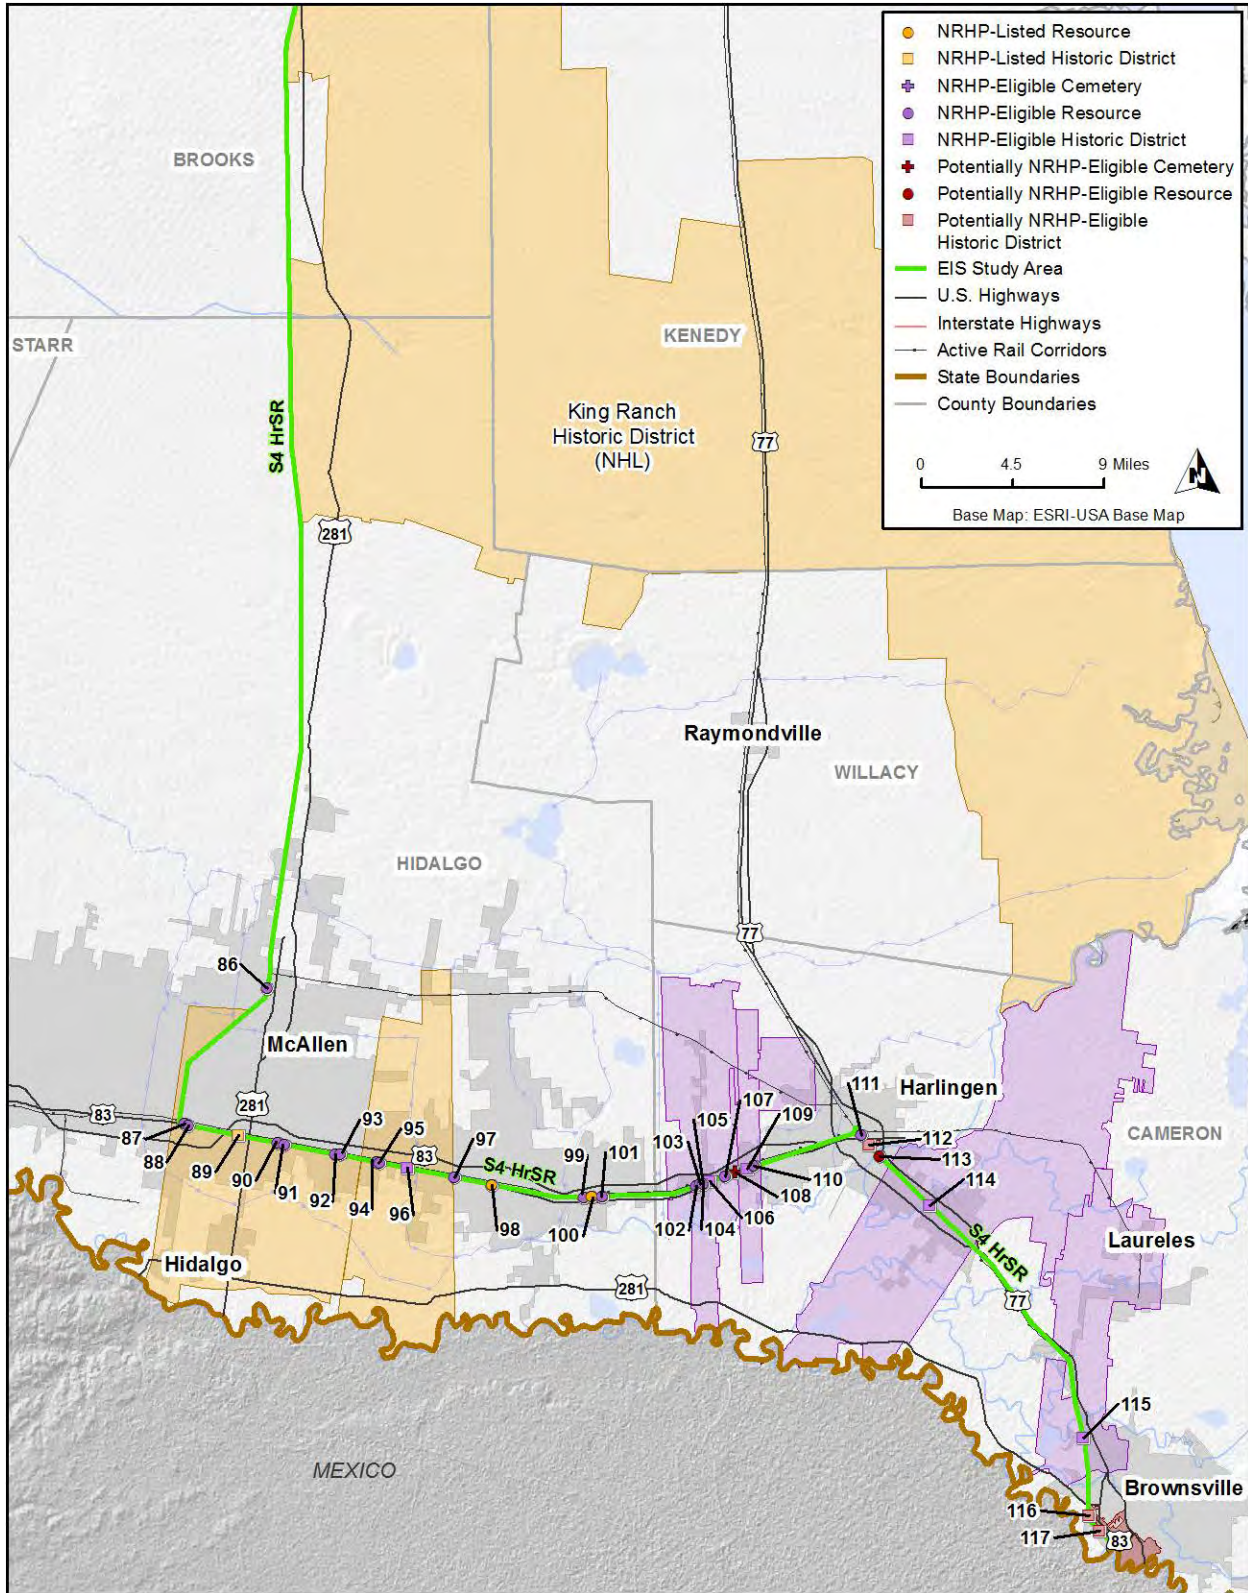 NRHP-Listed Resource
NRHP-Listed Historic District
NRHP-Eligible Cemetery
NRHP-Eligible Resource
NRHP-Eligible Historic District
Potentially NRHP-Eligible Cemetery
Potentially NRHP-Eligible Resource
Potentially NRHP-Eligible
Historic District
EIS Study Area
U.S. Highways
Interstate Highways
Active Rail Corridors
State Boundaries
County Boundaries
0 4.5 9 Miles
N
Base Map: ESRI-USA Base Map
BROOKS
STARR
KENEDY
King Ranch
Historic District
(NHL)
77
S4 HrSR
281
Raymondville
WILLACY
HIDALGO
77
86
McAllen
83
281
87
88
89
90
91
92
93
94
95
83
96
97
S4 HrSR
98
99
100
101
102
103
104
105
106
107
108
109
110
111
Harlingen
112
113
114
CAMERON
Laureles
S4 HrSR
77
Hidalgo
281
115
MEXICO
Brownsville
116
117
83